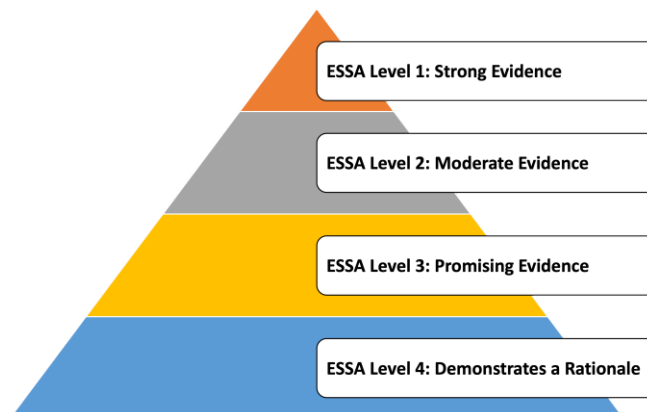 ESSA Level 1: Strong Evidence
ESSA Level 2: Moderate Evidence
ESSA Level 3: Promising Evidence
ESSA Level 4: Demonstrates a Rationale